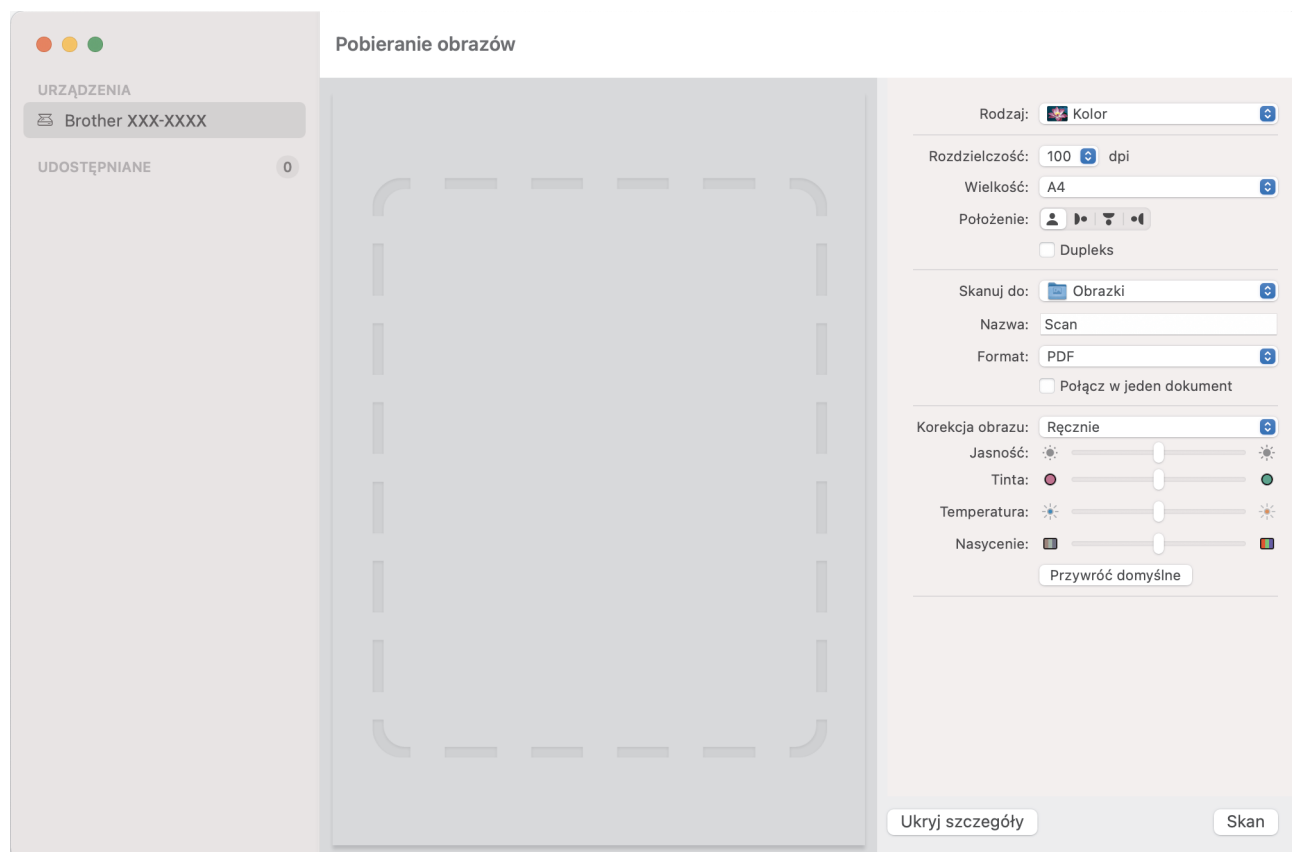 Pobieranie obrazów
URZĄDZENIA
Brother XXX-XXXX
UDOSTĘPNIANE 0
Rodzaj: Kolor
Rozdzielczość: 100 dpi
Wielkość: A4
Położenie:
Dupleks
Skanuj do: Obrazki
Nazwa: Scan
Format: PDF
Połącz w jeden dokument
Korekcja obrazu: Ręcznie
Jasność:
Tinta:
Temperatura:
Nasycenie:
Przywróć domyślne
Ukryj szczegóły Skan